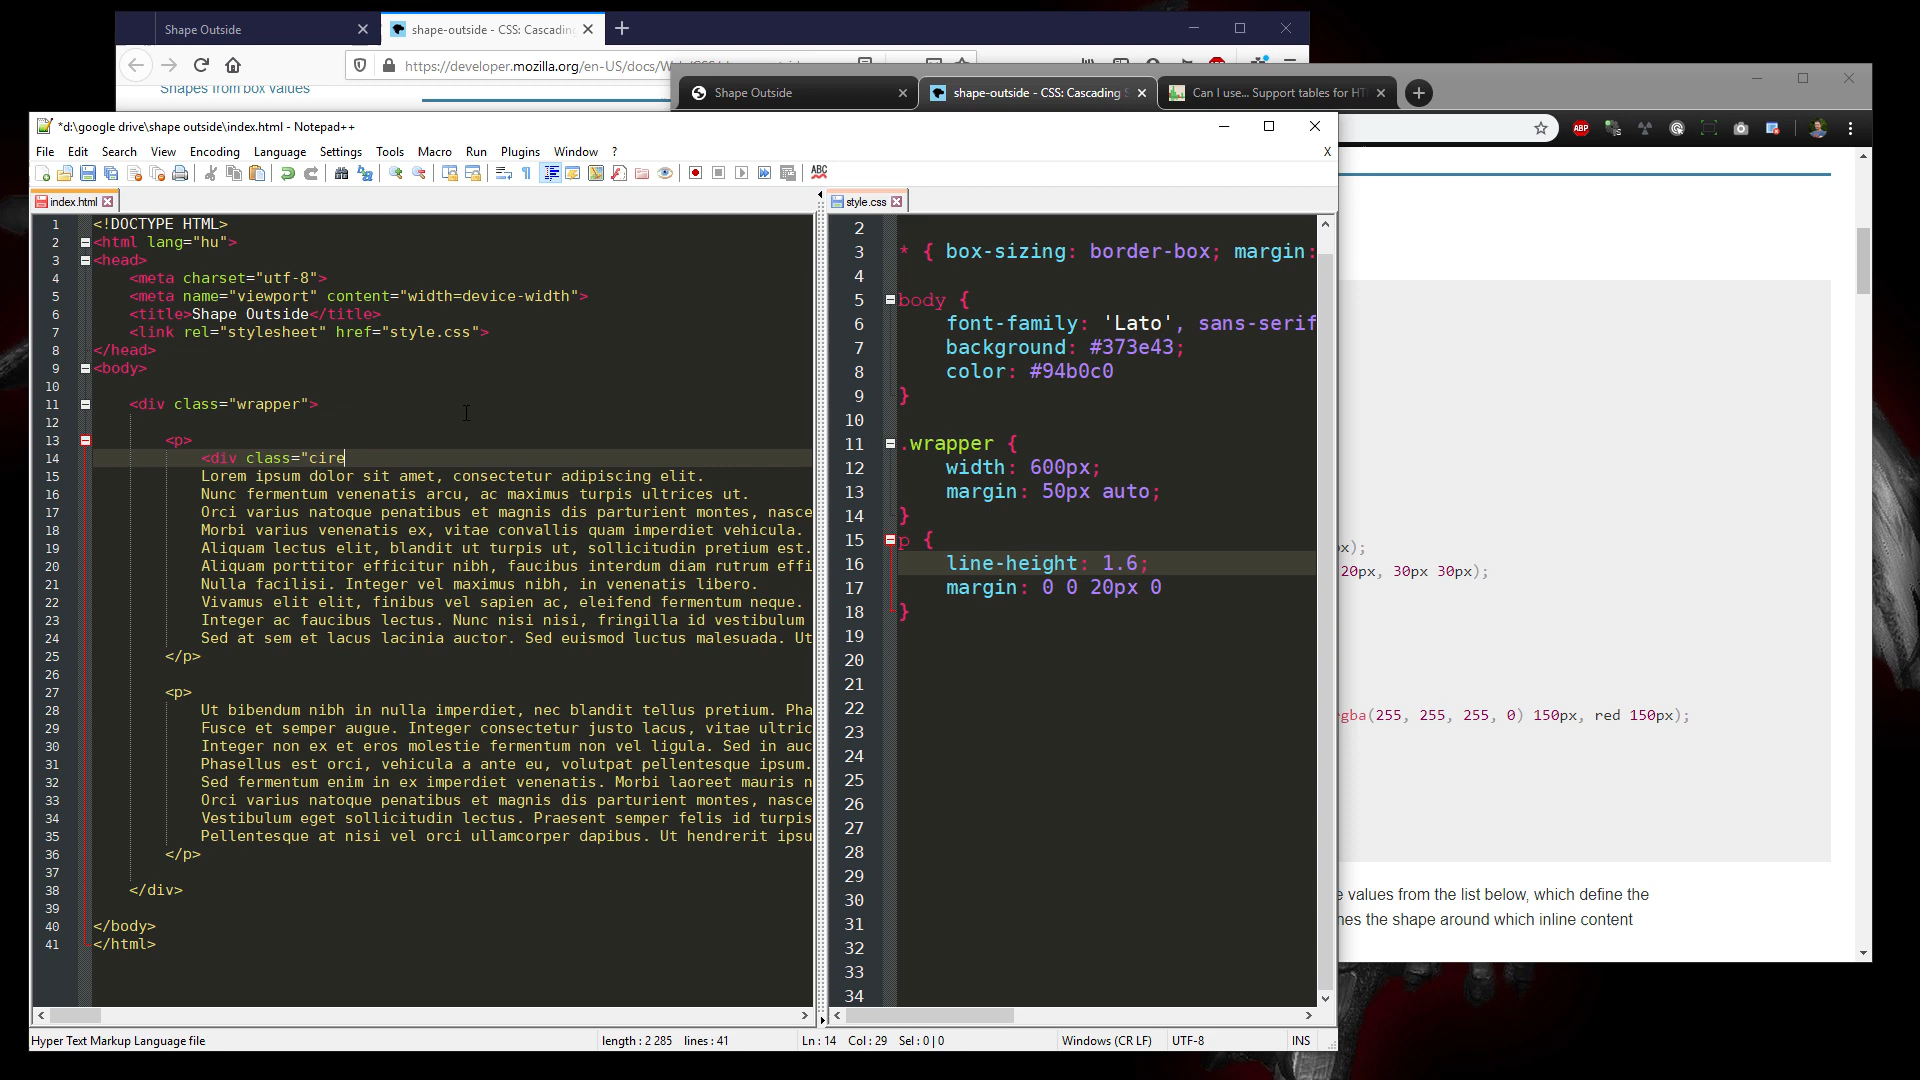 Shape Outside
shape-outside - CSS: Cascading
https://developer.mozilla.org/en-US/docs/
Shapes from box values
Shape Outside
shape-outside - CSS: Cascading S
Can I use... Support tables for HT
ABP
*d:\google drive\shape outside\index.html - Notepad++
File Edit Search View Encoding Language Settings Tools Macro Run Plugins Window ? X
ABC
index.html
1 <!DOCTYPE HTML>
2 <html lang="hu">
3 <head>
4 <meta charset="utf-8">
5 <meta name="viewport" content="width=device-width">
6 <title>Shape Outside</title>
7 <link rel="stylesheet" href="style.css">
8 </head>
9 <body>
10
11 <div class="wrapper">
12
13 <p>
14 <div class="cire
15 Lorem ipsum dolor sit amet, consectetur adipiscing elit.
16 Nunc fermentum venenatis arcu, ac maximus turpis ultrices ut.
17 Orci varius natoque penatibus et magnis dis parturient montes, nasce
18 Morbi varius venenatis ex, vitae convallis quam imperdiet vehicula.
19 Aliquam lectus elit, blandit ut turpis ut, sollicitudin pretium est.
20 Aliquam porttitor efficitur nibh, faucibus interdum diam rutrum effi
21 Nulla facilisi. Integer vel maximus nibh, in venenatis libero.
22 Vivamus elit elit, finibus vel sapien ac, eleifend fermentum neque.
23 Integer ac faucibus lectus. Nunc nisi nisi, fringilla id vestibulum
24 Sed at sem et lacus lacinia auctor. Sed euismod luctus malesuada. Ut
25 </p>
26
27 <p>
28 Ut bibendum nibh in nulla imperdiet, nec blandit tellus pretium. Pha
29 Fusce et semper augue. Integer consectetur justo lacus, vitae ultric
30 Integer non ex et eros molestie fermentum non vel ligula. Sed in auc
31 Phasellus est orci, vehicula a ante eu, volutpat pellentesque ipsum.
32 Sed fermentum enim in ex imperdiet venenatis. Morbi laoreet mauris n
33 Orci varius natoque penatibus et magnis dis parturient montes, nasce
34 Vestibulum eget sollicitudin lectus. Praesent semper felis id turpis
35 Pellentesque at nisi vel orci ullamcorper dapibus. Ut hendrerit ipsu
36 </p>
37
38 </div>
39
40 </body>
41 </html>
style.css
2
3 * { box-sizing: border-box; margin:
4
5 body {
6 font-family: 'Lato', sans-serif
7 background: #373e43;
8 color: #94b0c0
9 }
10
11 .wrapper {
12 width: 600px;
13 margin: 50px auto;
14 }
15 p {
16 line-height: 1.6;
17 margin: 0 0 20px 0
18 }
19
20
21
22
23
24
25
26
27
28
29
30
31
32
33
34
x);
20px, 30px 30px);
gba(255, 255, 255, 0) 150px, red 150px);
values from the list below, which define the
the shape around which inline content
Hyper Text Markup Language file length : 2 285 lines : 41 Ln : 14 Col : 29 Sel : 0 | 0 Windows (CR LF) UTF-8 INS